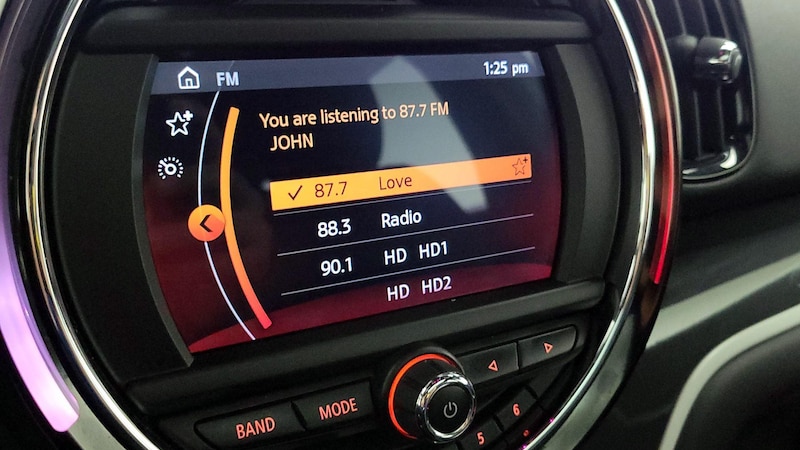 FM 1:25 pm
You are listening to 87.7 FM
JOHN
87.7 Love
88.3 Radio
90.1 HD HD1
HD HD2
BAND MODE
5 6